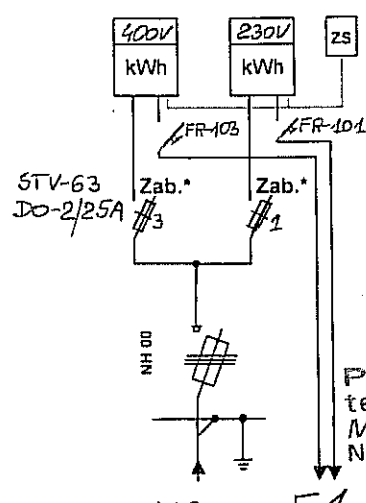 400V
kWh
230V
kWh
ZS
FR-103
FR-101
STV-63
DO-2/25A
Zab.*
3
Zab.*
1
NH 00